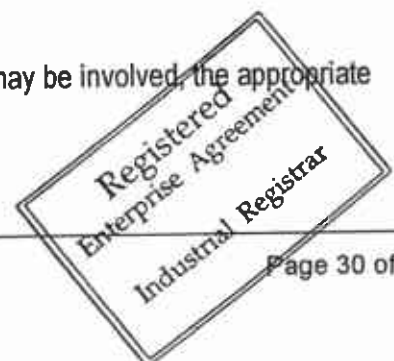 may be involved, the appropriate
Registered
Enterprise Agreement
Industrial Registrar
Page 30 of